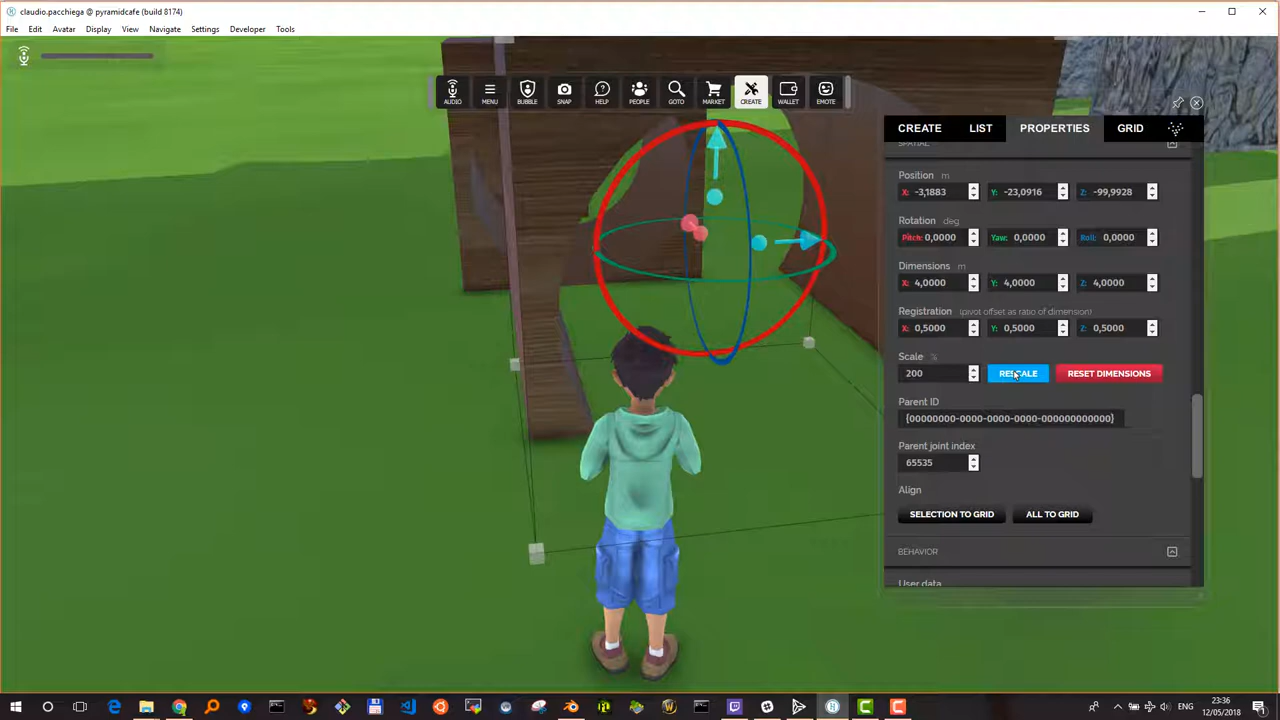 claudio.pacchiega @ pyramidcafe (build 8174)
File Edit Avatar Display View Navigate Settings Developer Tools
AUDIO MENU BUBBLE SNAP HELP PEOPLE GOTO MARKET CREATE WALLET EMOTE
CREATE LIST PROPERTIES GRID
SPATIAL
Position m
X: -3,1883 Y: -23,0916 Z: -99,9928
Rotation deg
Pitch: 0,0000 Yaw: 0,0000 Roll: 0,0000
Dimensions m
X: 4,0000 Y: 4,0000 Z: 4,0000
Registration (pivot offset as ratio of dimension)
X: 0,5000 Y: 0,5000 Z: 0,5000
Scale %
200 RESCALE RESET DIMENSIONS
Parent ID
{00000000-0000-0000-0000-000000000000}
Parent joint index
65535
Align
SELECTION TO GRID ALL TO GRID
BEHAVIOR
User data
ENG 23:36
12/05/2018